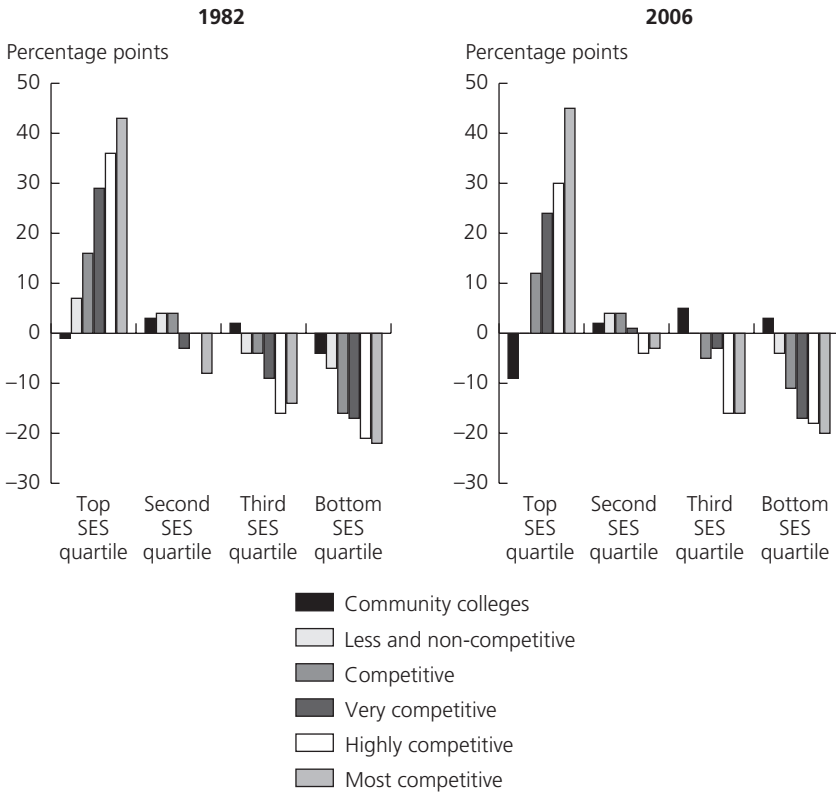 1982
Percentage points
50
40
30
20
10
0
–10
–20
–30
Top SES quartile
Second SES quartile
Third SES quartile
Bottom SES quartile
2006
Percentage points
50
40
30
20
10
0
–10
–20
–30
Top SES quartile
Second SES quartile
Third SES quartile
Bottom SES quartile
Community colleges
Less and non-competitive
Competitive
Very competitive
Highly competitive
Most competitive